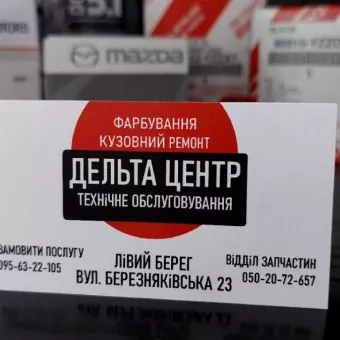 mazda
ФАРБУВАННЯ
КУЗОВНИЙ РЕМОНТ
ДЕЛЬТА ЦЕНТР
ТЕХНІЧНЕ ОБСЛУГОВУВАННЯ
ЗАМОВИТИ ПОСЛУГУ
095-63-22-105
ЛІВИЙ БЕРЕГ
ВУЛ. БЕРЕЗНЯКІВСЬКА 23
ВІДДІЛ ЗАПЧАСТИН
050-20-72-657